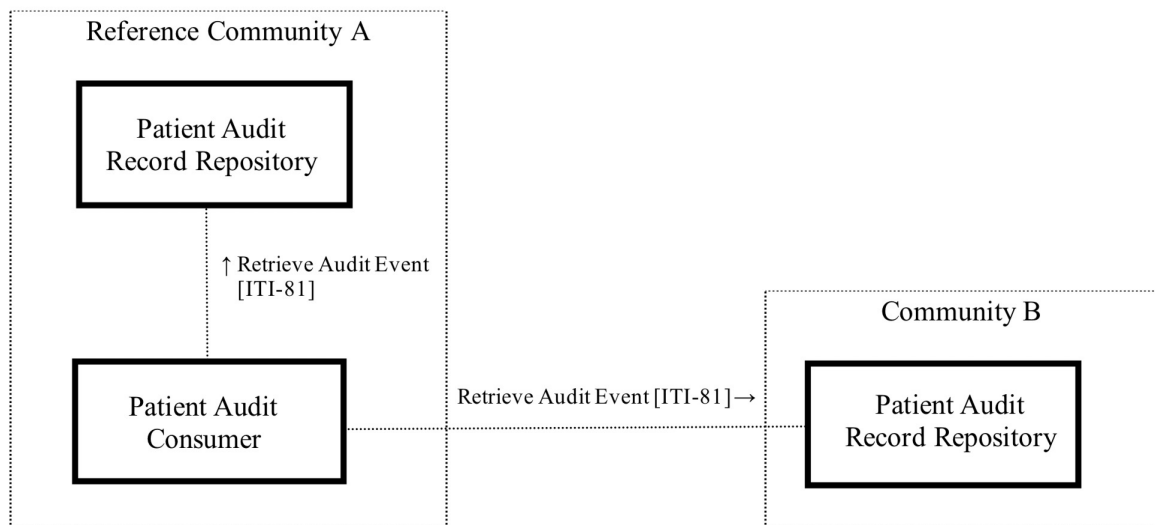 Reference Community A
Patient Audit
Record Repository
↑ Retrieve Audit Event
[ITI-81]
Patient Audit
Consumer
Retrieve Audit Event [ITI-81]→
Community B
Patient Audit
Record Repository